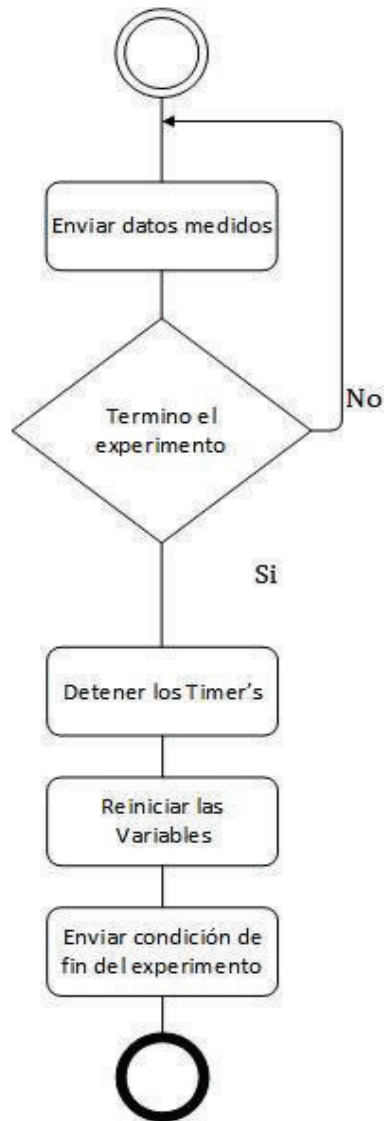 Enviar datos medidos
Termino el
experimento
No
Si
Detener los Timer's
Reiniciar las
Variables
Enviar condición de
fin del experimento